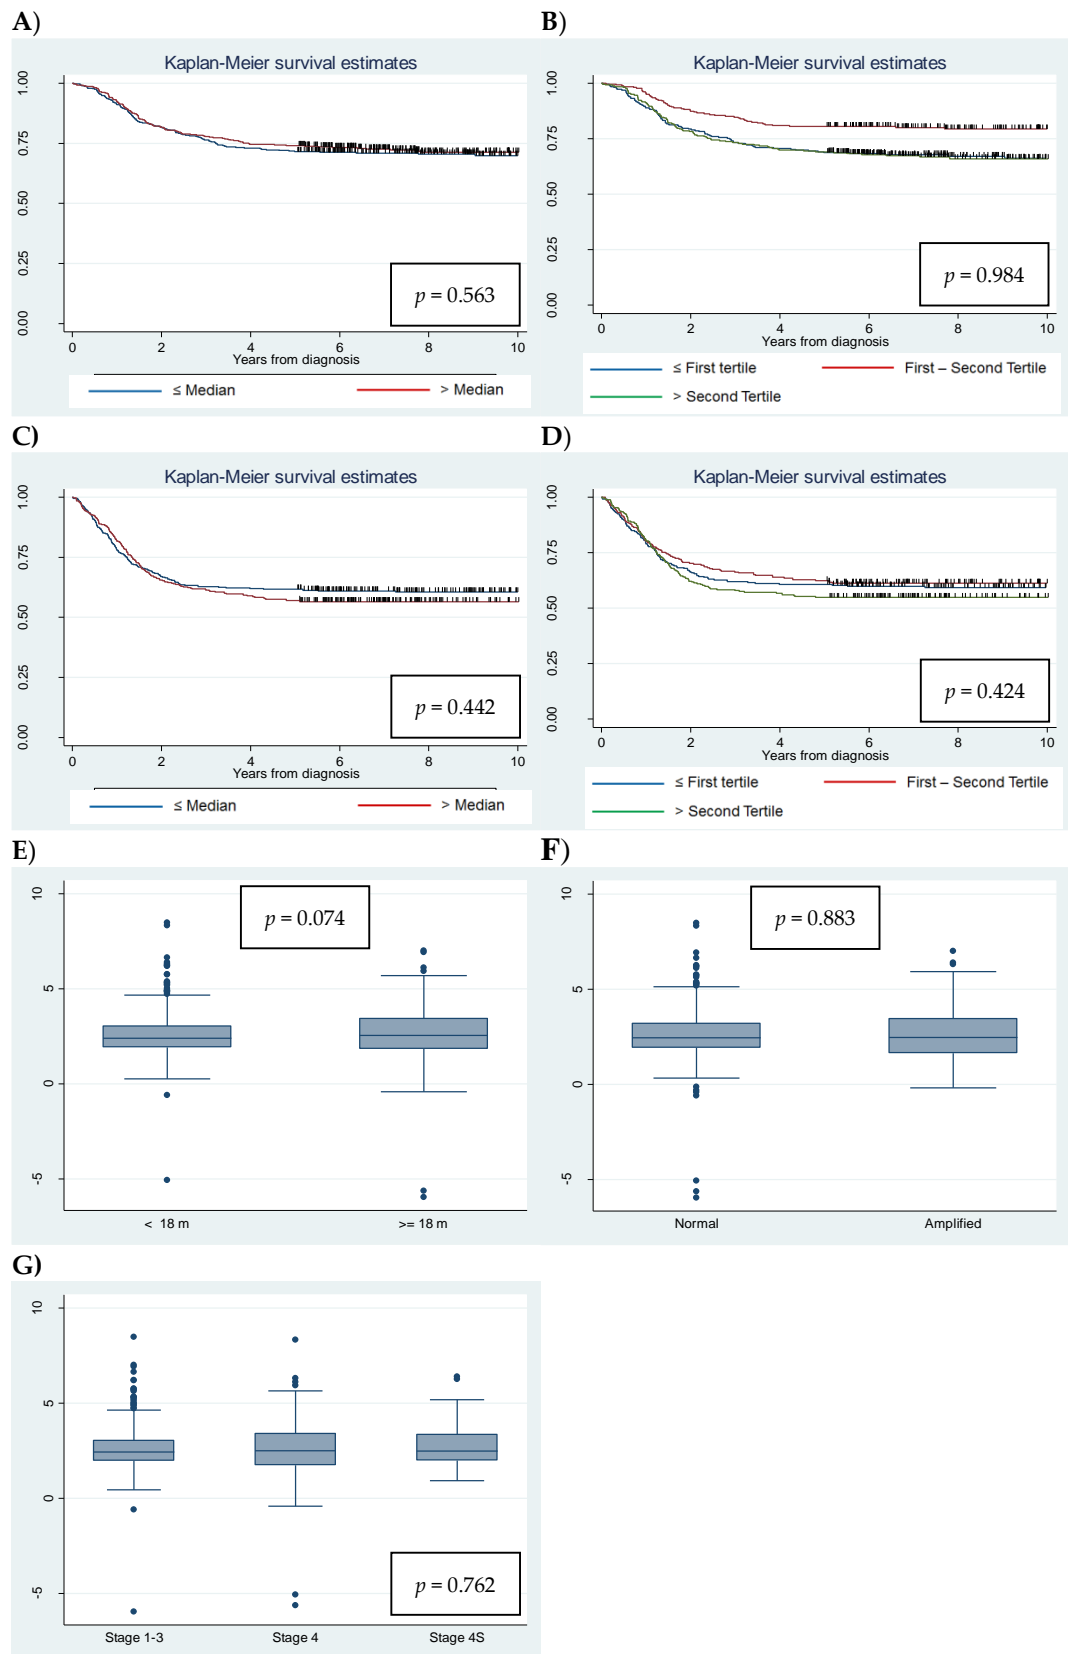 A)
Kaplan-Meier survival estimates
1.00
0.75
0.50
0.25
0.00
p = 0.563
0 2 4 6 8 10
Years from diagnosis
≤ Median > Median
B)
Kaplan-Meier survival estimates
1.00
0.75
0.50
0.25
0.00
p = 0.984
0 2 4 6 8 10
Years from diagnosis
≤ First tertile First – Second Tertile
> Second Tertile
C)
Kaplan-Meier survival estimates
1.00
0.75
0.50
0.25
0.00
p = 0.442
0 2 4 6 8 10
Years from diagnosis
≤ Median > Median
D)
Kaplan-Meier survival estimates
1.00
0.75
0.50
0.25
0.00
p = 0.424
0 2 4 6 8 10
Years from diagnosis
≤ First tertile First – Second Tertile
> Second Tertile
E)
10
5
0
-5
p = 0.074
< 18 m >= 18 m
F)
10
5
0
-5
p = 0.883
Normal Amplified
G)
10
5
0
-5
p = 0.762
Stage 1-3 Stage 4 Stage 4S